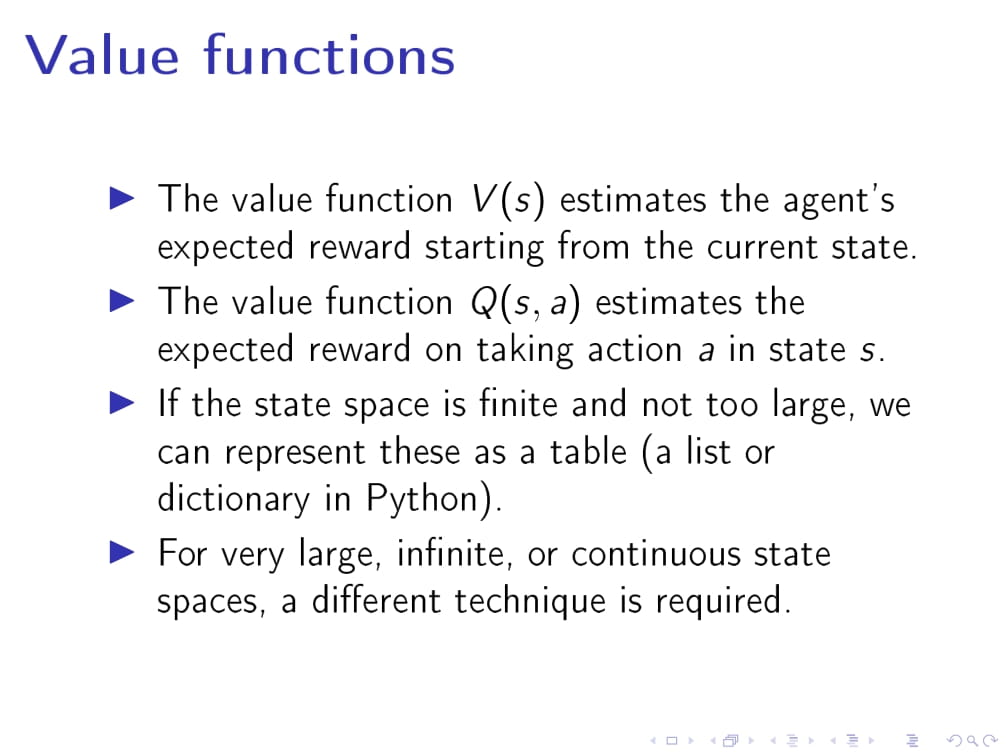 Value functions
The value function V(s) estimates the agent's
expected reward starting from the current state.
The value function Q(s, a) estimates the
expected reward on taking action a in state s.
If the state space is finite and not too large, we
can represent these as a table (a list or
dictionary in Python).
For very large, infinite, or continuous state
spaces, a different technique is required.